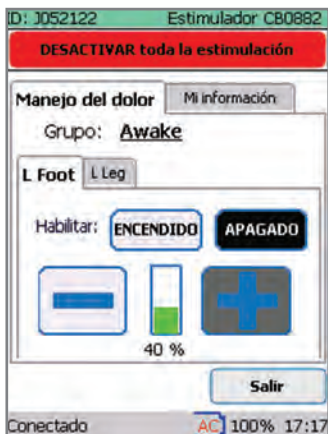 ID: J052122 Estimulador CB0882
DESACTIVAR toda la estimulación
Manejo del dolor Mi información
Grupo: Awake
L Foot L Leg
Habilitar: ENCENDIDO APAGADO
40 %
Salir
Conectado AC 100% 17:17